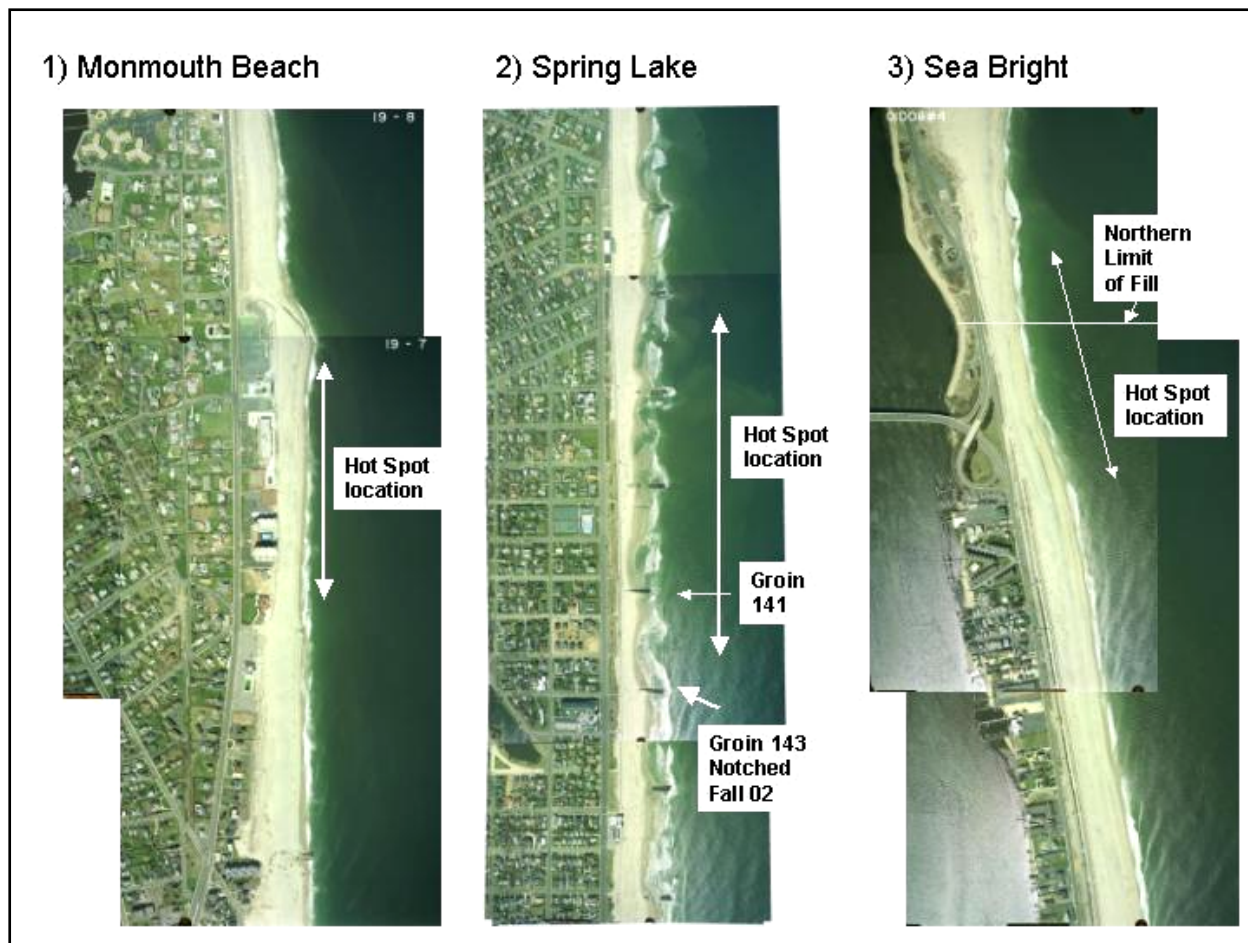 1) Monmouth Beach
19 - 8
19 - 7
Hot Spot
location
2) Spring Lake
Hot Spot
location
Groin
141
Groin 143
Notched
Fall 02
3) Sea Bright
Northern
Limit
of Fill
Hot Spot
location